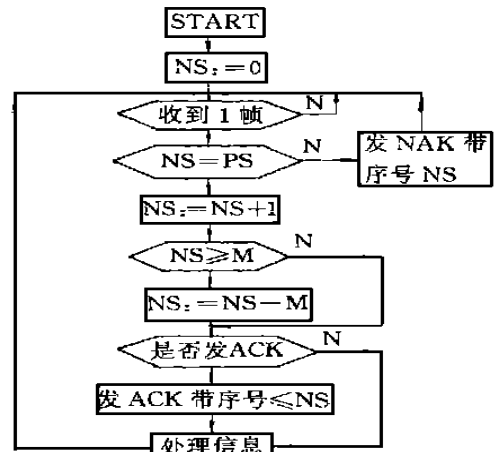 START
NS:=0
收到1帧
N
NS=PS
N
发NAK带
序号NS
NS:=NS+1
NS≥M
N
NS:=NS-M
是否发ACK
N
发ACK带序号≤NS
处理信息